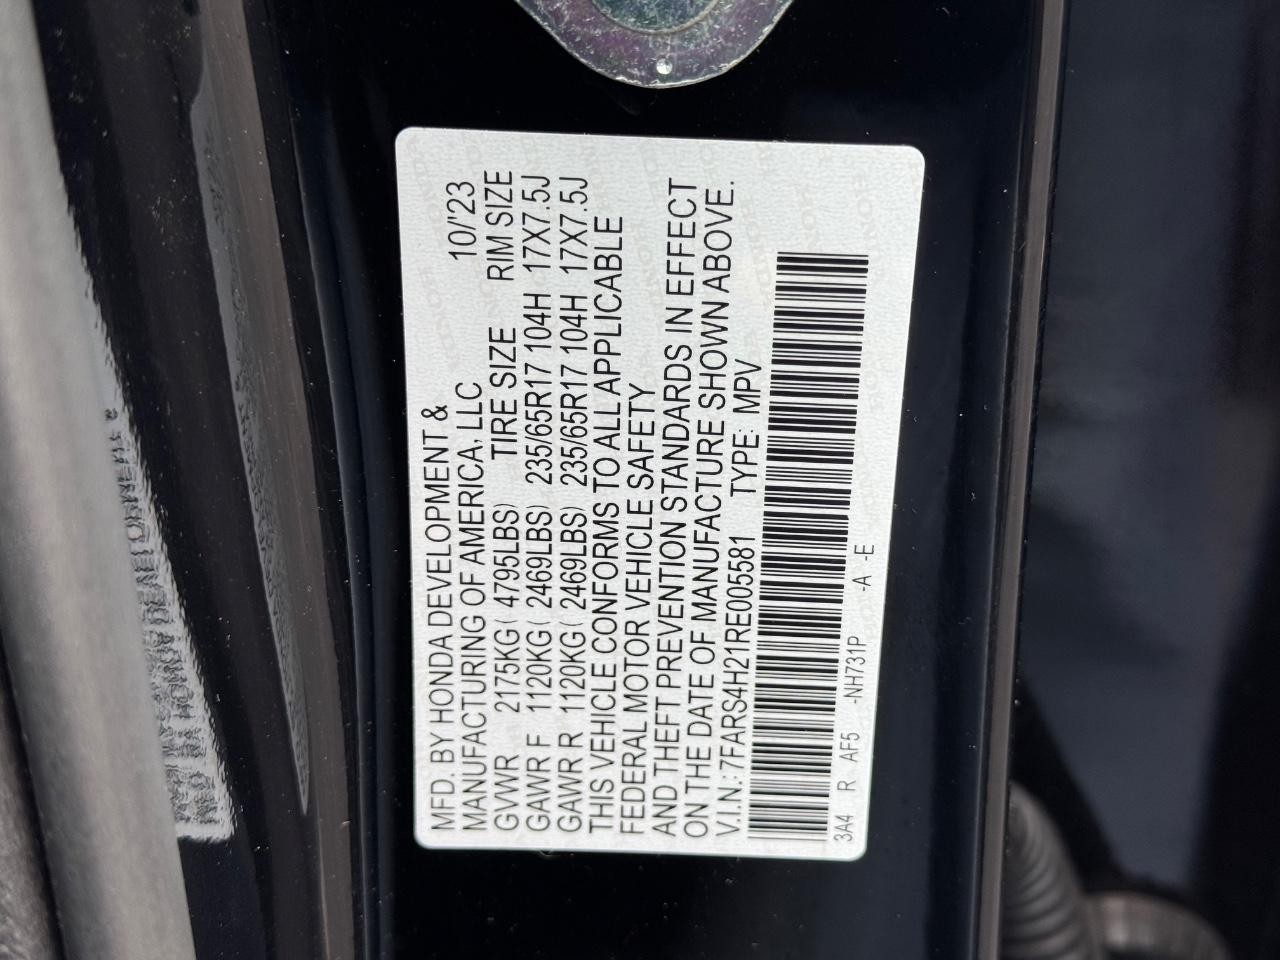 MFD. BY HONDA DEVELOPMENT &
MANUFACTURING OF AMERICA, LLC 10/'23
GVWR 2175KG( 4795LBS) TIRE SIZE RIM SIZE
GAWR F 1120KG( 2469LBS) 235/65R17 104H 17X7.5J
GAWR R 1120KG( 2469LBS) 235/65R17 104H 17X7.5J
THIS VEHICLE CONFORMS TO ALL APPLICABLE
FEDERAL MOTOR VEHICLE SAFETY
AND THEFT PREVENTION STANDARDS IN EFFECT
ON THE DATE OF MANUFACTURE SHOWN ABOVE.
V.I.N.: 7FARS4H21RE005581 TYPE: MPV
3A4 R AF5 -NH731P -A -E